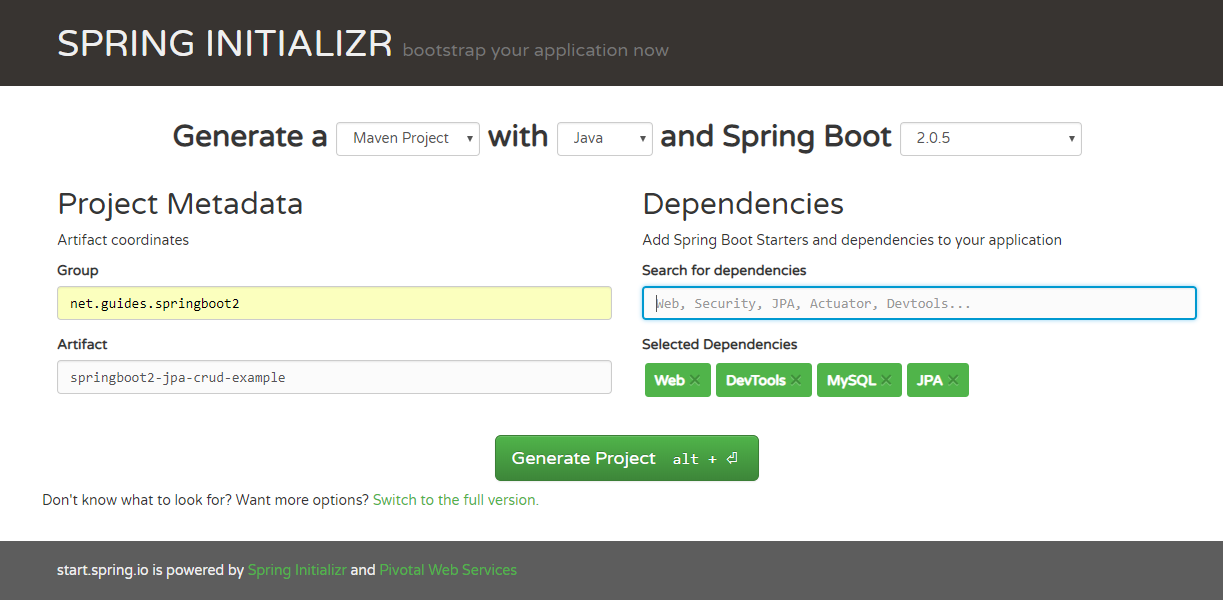 SPRING INITIALIZR bootstrap your application now
Generate a Maven Project with Java and Spring Boot 2.0.5
Project Metadata
Artifact coordinates
Group
net.guides.springboot2
Artifact
springboot2-jpa-crud-example
Dependencies
Add Spring Boot Starters and dependencies to your application
Search for dependencies
Web, Security, JPA, Actuator, Devtools...
Selected Dependencies
Web × DevTools × MySQL × JPA ×
Generate Project alt + ⏎
Don't know what to look for? Want more options? Switch to the full version.
start.spring.io is powered by Spring Initializr and Pivotal Web Services